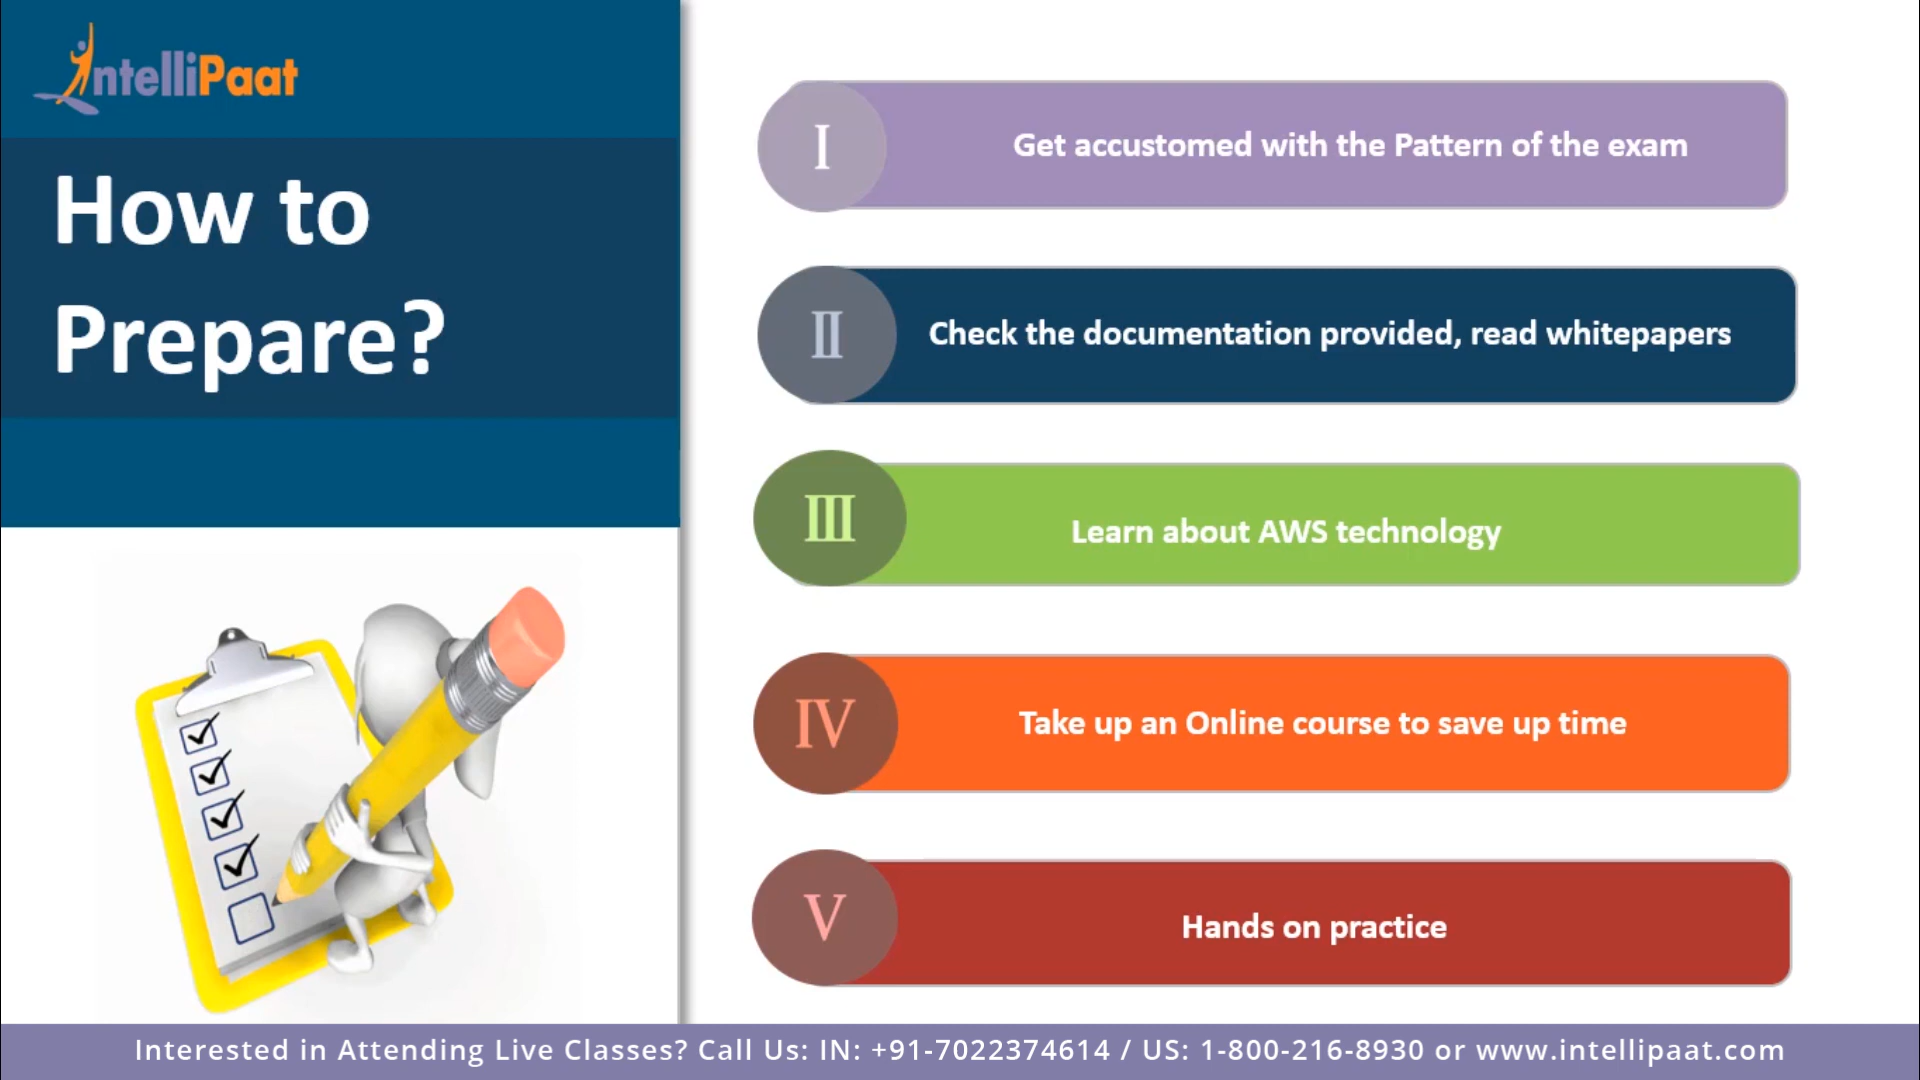 IntelliPaat
How to
Prepare?
I
Get accustomed with the Pattern of the exam
II
Check the documentation provided, read whitepapers
III
Learn about AWS technology
IV
Take up an Online course to save up time
V
Hands on practice
Interested in Attending Live Classes? Call Us: IN: +91-7022374614 / US: 1-800-216-8930 or www.intellipaat.com